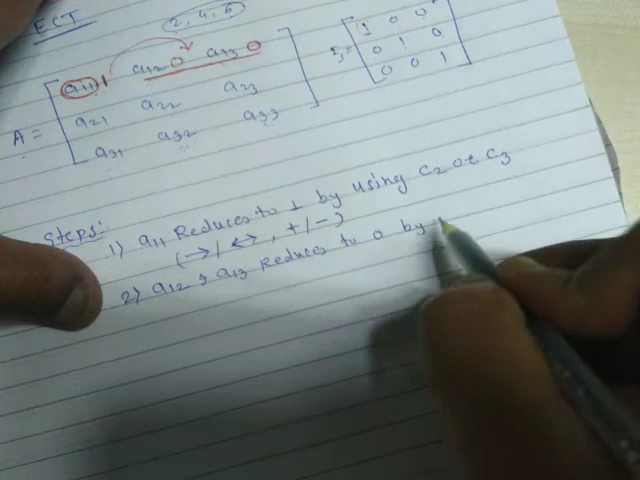 ECT
2, 4, 6
A = [ a11 1 a12 0 a13 0
a21 a22 a23
a31 a32 a33 ]
I3 = [ 1 0 0
0 1 0
0 0 1 ]
Steps:
1) a11 Reduces to 1 by using C2 or C3
(→/↔, +/-)
2) a12 & a13 Reduces to 0 by